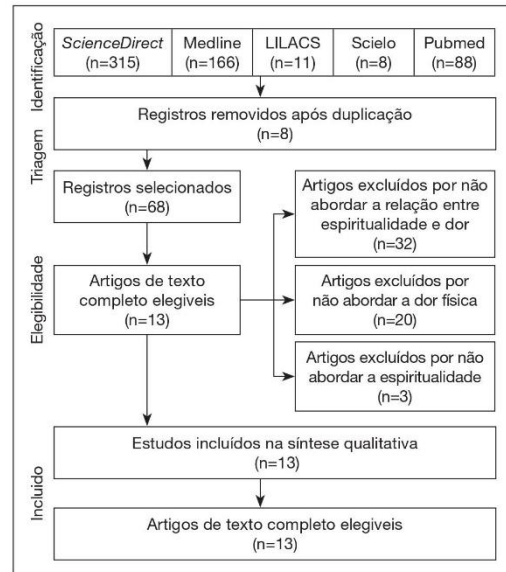 Identificação
ScienceDirect
(n=315)
Medline
(n=166)
LILACS
(n=11)
Scielo
(n=8)
Pubmed
(n=88)
Registros removidos após duplicação
(n=8)
Triagem
Registros selecionados
(n=68)
Artigos excluídos por não
abordar a relação entre
espiritualidade e dor
(n=32)
Elegibilidade
Artigos de texto
completo elegiveis
(n=13)
Artigos excluídos por
não abordar a dor física
(n=20)
Artigos excluídos por não
abordar a espiritualidade
(n=3)
Incluido
Estudos incluídos na síntese qualitativa
(n=13)
Artigos de texto completo elegiveis
(n=13)